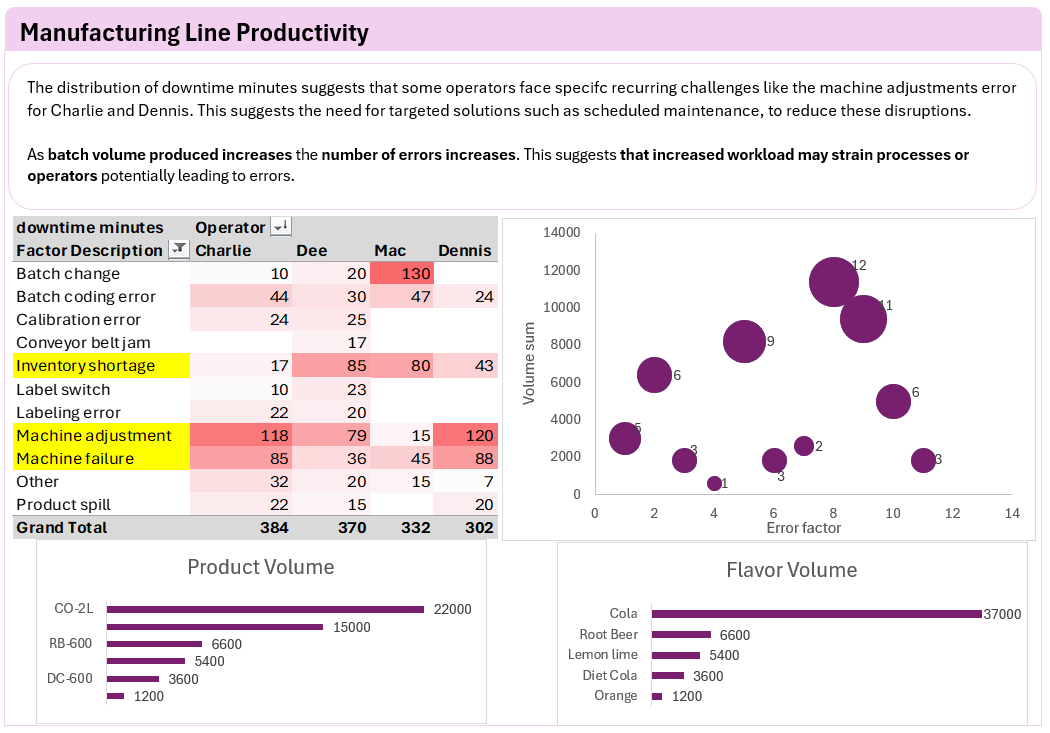 Manufacturing Line Productivity
The distribution of downtime minutes suggests that some operators face specifc recurring challenges like the machine adjustments error
for Charlie and Dennis. This suggests the need for targeted solutions such as scheduled maintenance, to reduce these disruptions.
As batch volume produced increases the number of errors increases. This suggests that increased workload may strain processes or
operators potentially leading to errors.
downtime minutes Operator
Factor Description Charlie Dee Mac Dennis
Batch change 10 20 130
Batch coding error 44 30 47 24
Calibration error 24 25
Conveyor belt jam 17
Inventory shortage 17 85 80 43
Label switch 10 23
Labeling error 22 20
Machine adjustment 118 79 15 120
Machine failure 85 36 45 88
Other 32 20 15 7
Product spill 22 15 20
Grand Total 384 370 332 302
Volume sum
14000
12000
10000
8000
6000
4000
2000
0
12
11
9
6
6
5
3
3
2
3
1
0 2 4 6 8 10 12 14
Error factor
Product Volume
CO-2L 22000
15000
RB-600 6600
5400
DC-600 3600
1200
Flavor Volume
Cola 37000
Root Beer 6600
Lemon lime 5400
Diet Cola 3600
Orange 1200